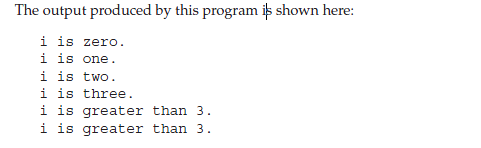 The output produced by this program is shown here:
i is zero.
i is one.
i is two.
i is three.
i is greater than 3.
i is greater than 3.